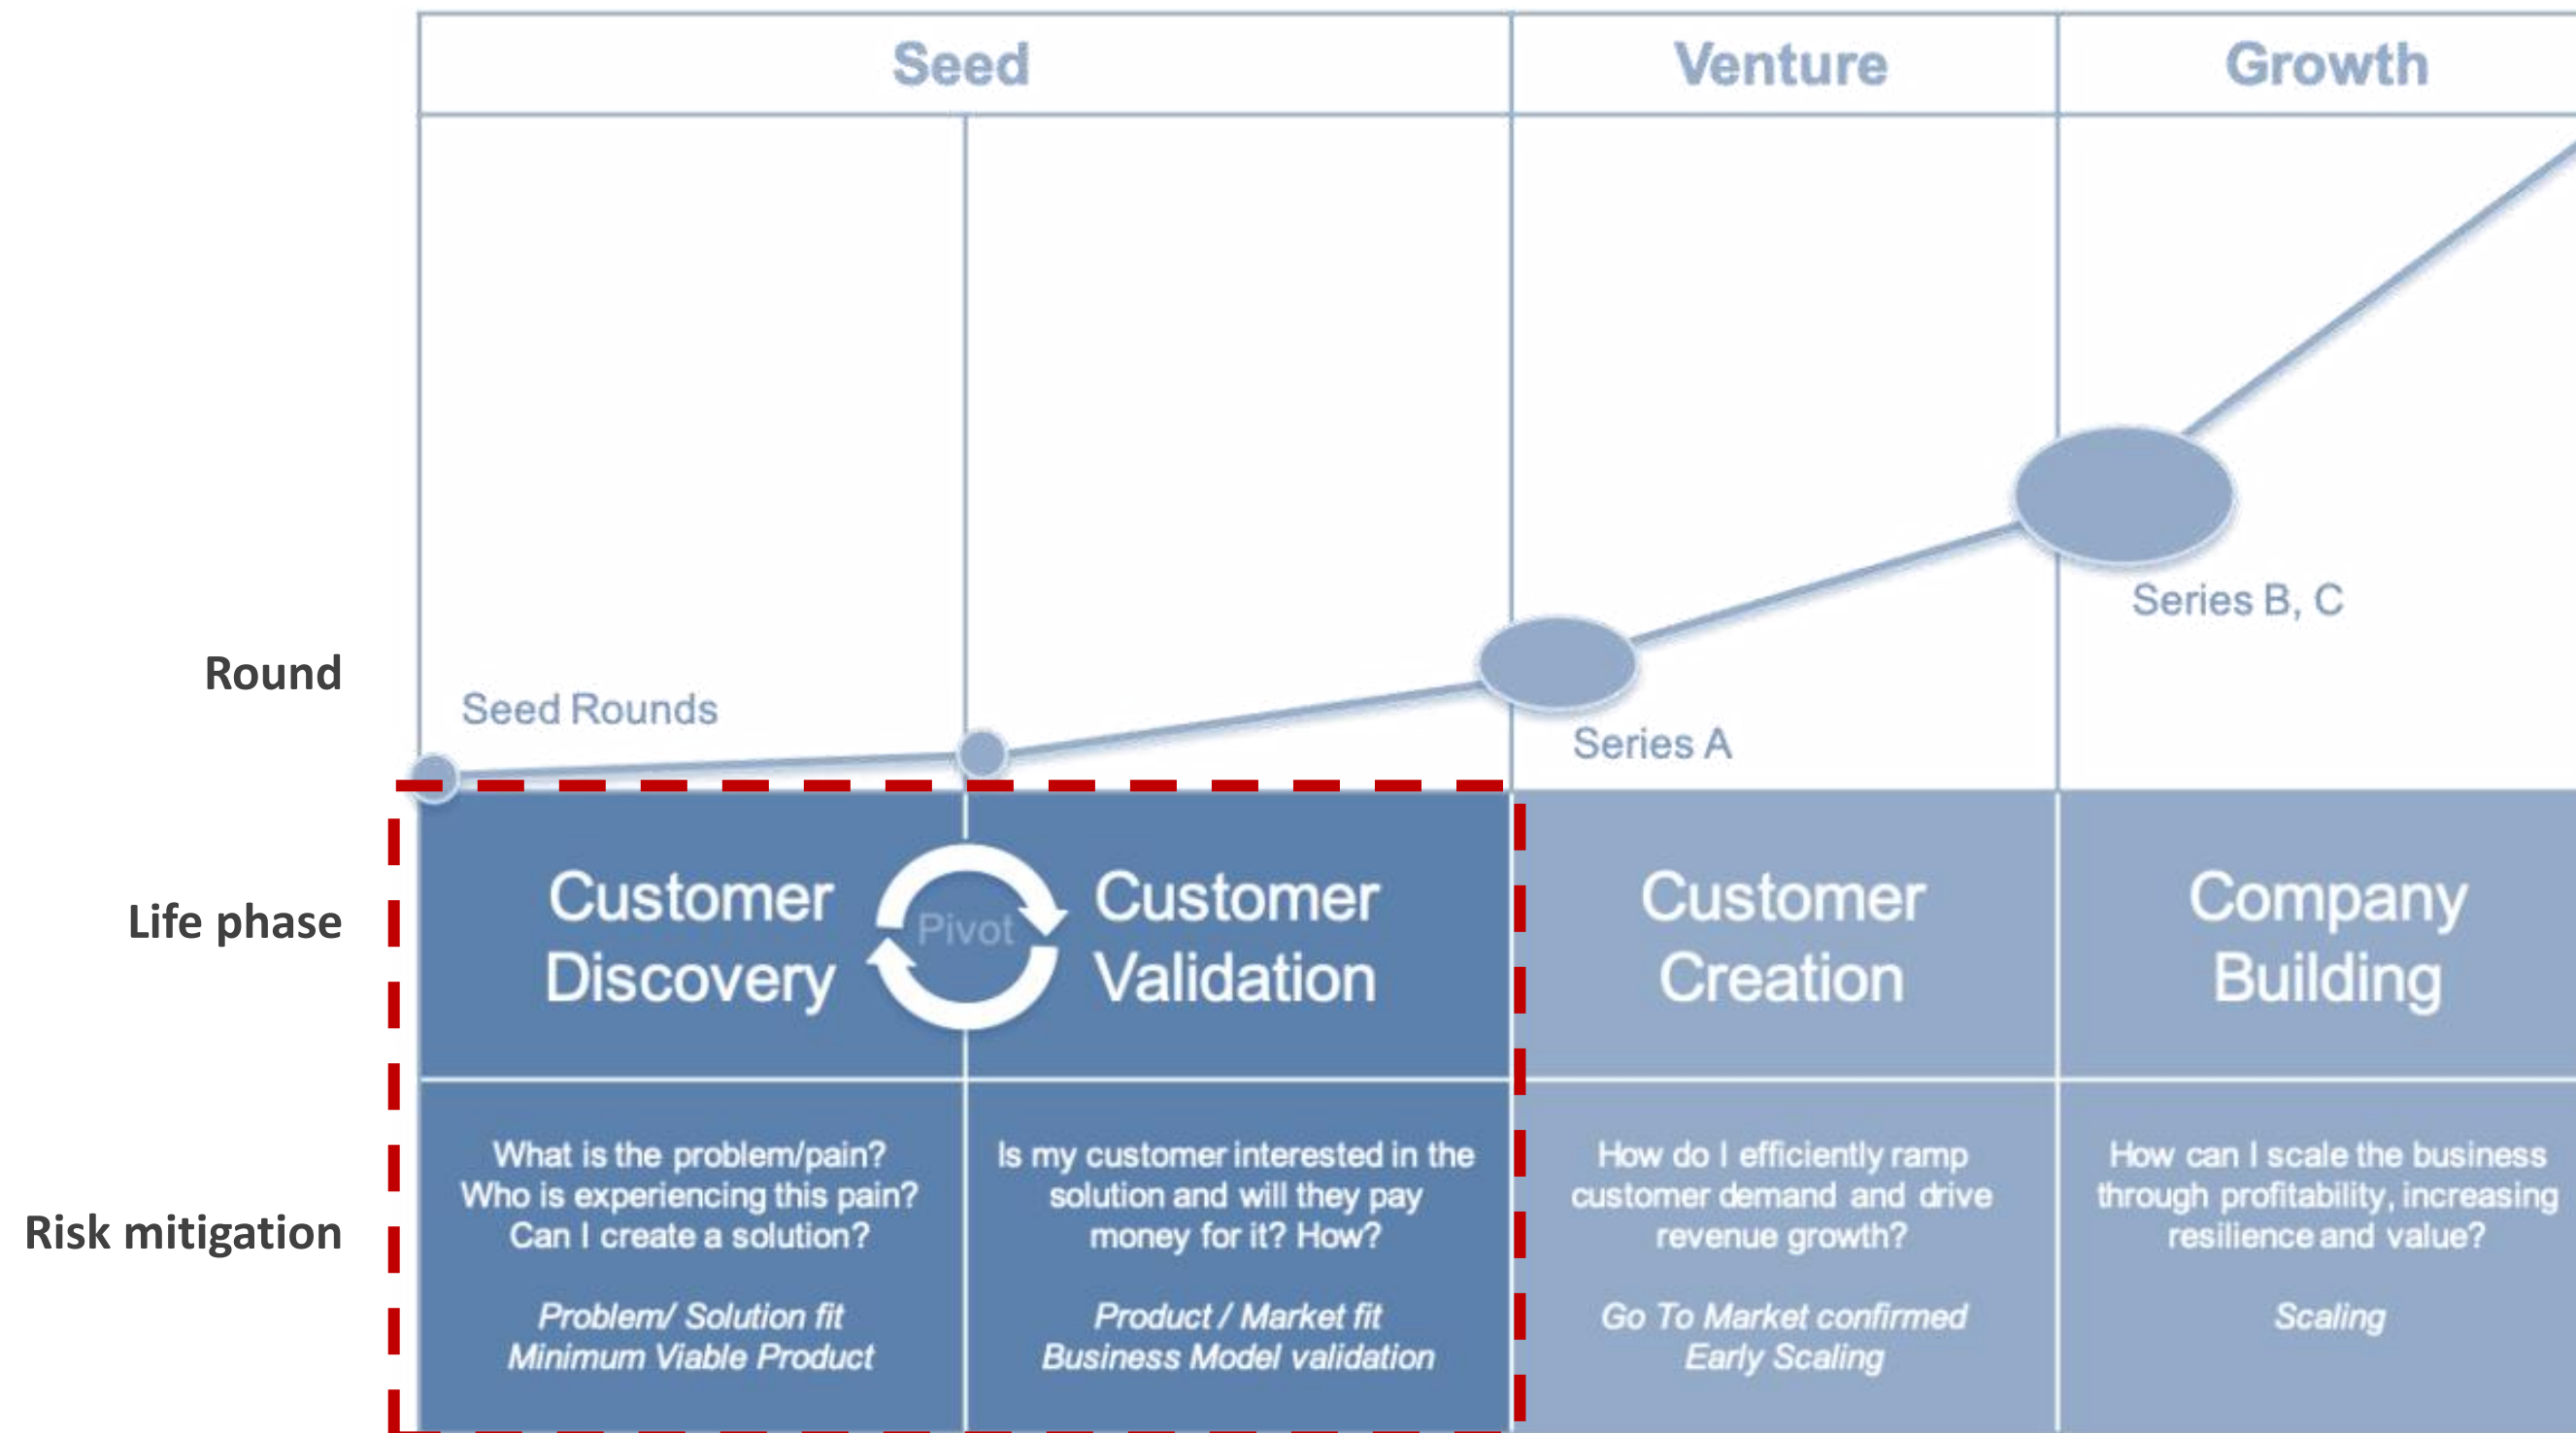 Seed
Venture
Growth
Round
Seed Rounds
Series A
Series B, C
Life phase
Customer
Discovery
Pivot
Customer
Validation
Customer
Creation
Company
Building
Risk mitigation
What is the problem/pain?
Who is experiencing this pain?
Can I create a solution?
Problem/ Solution fit
Minimum Viable Product
Is my customer interested in the
solution and will they pay
money for it? How?
Product / Market fit
Business Model validation
How do I efficiently ramp
customer demand and drive
revenue growth?
Go To Market confirmed
Early Scaling
How can I scale the business
through profitability, increasing
resilience and value?
Scaling